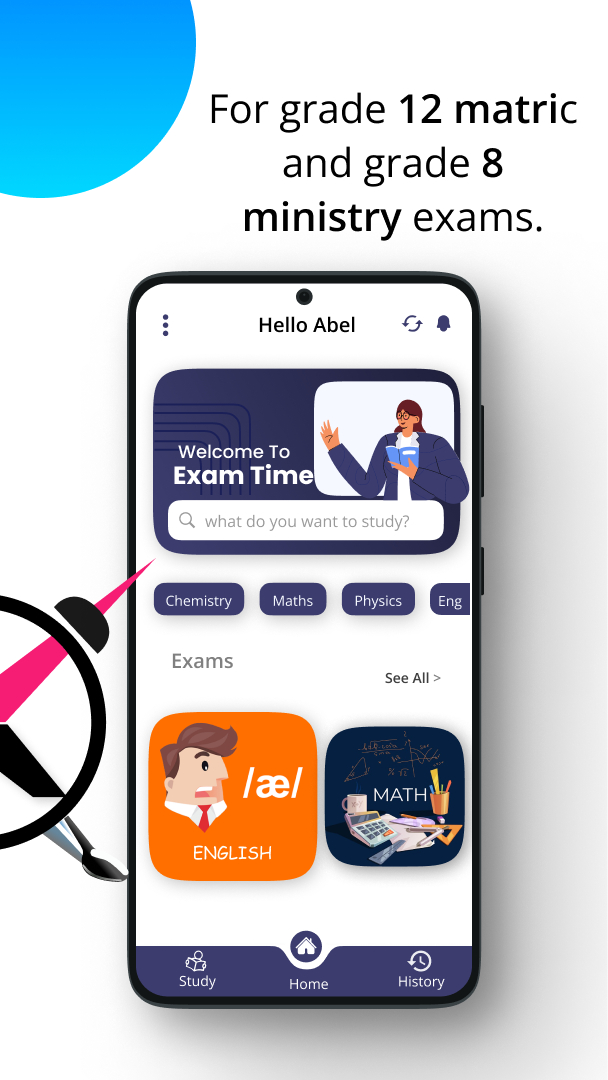 For grade 12 matric
and grade 8
ministry exams.
Hello Abel
Welcome To
Exam Time
what do you want to study?
Chemistry Maths Physics Eng
Exams
See All >
/æ/
ENGLISH
MATH
Study Home History